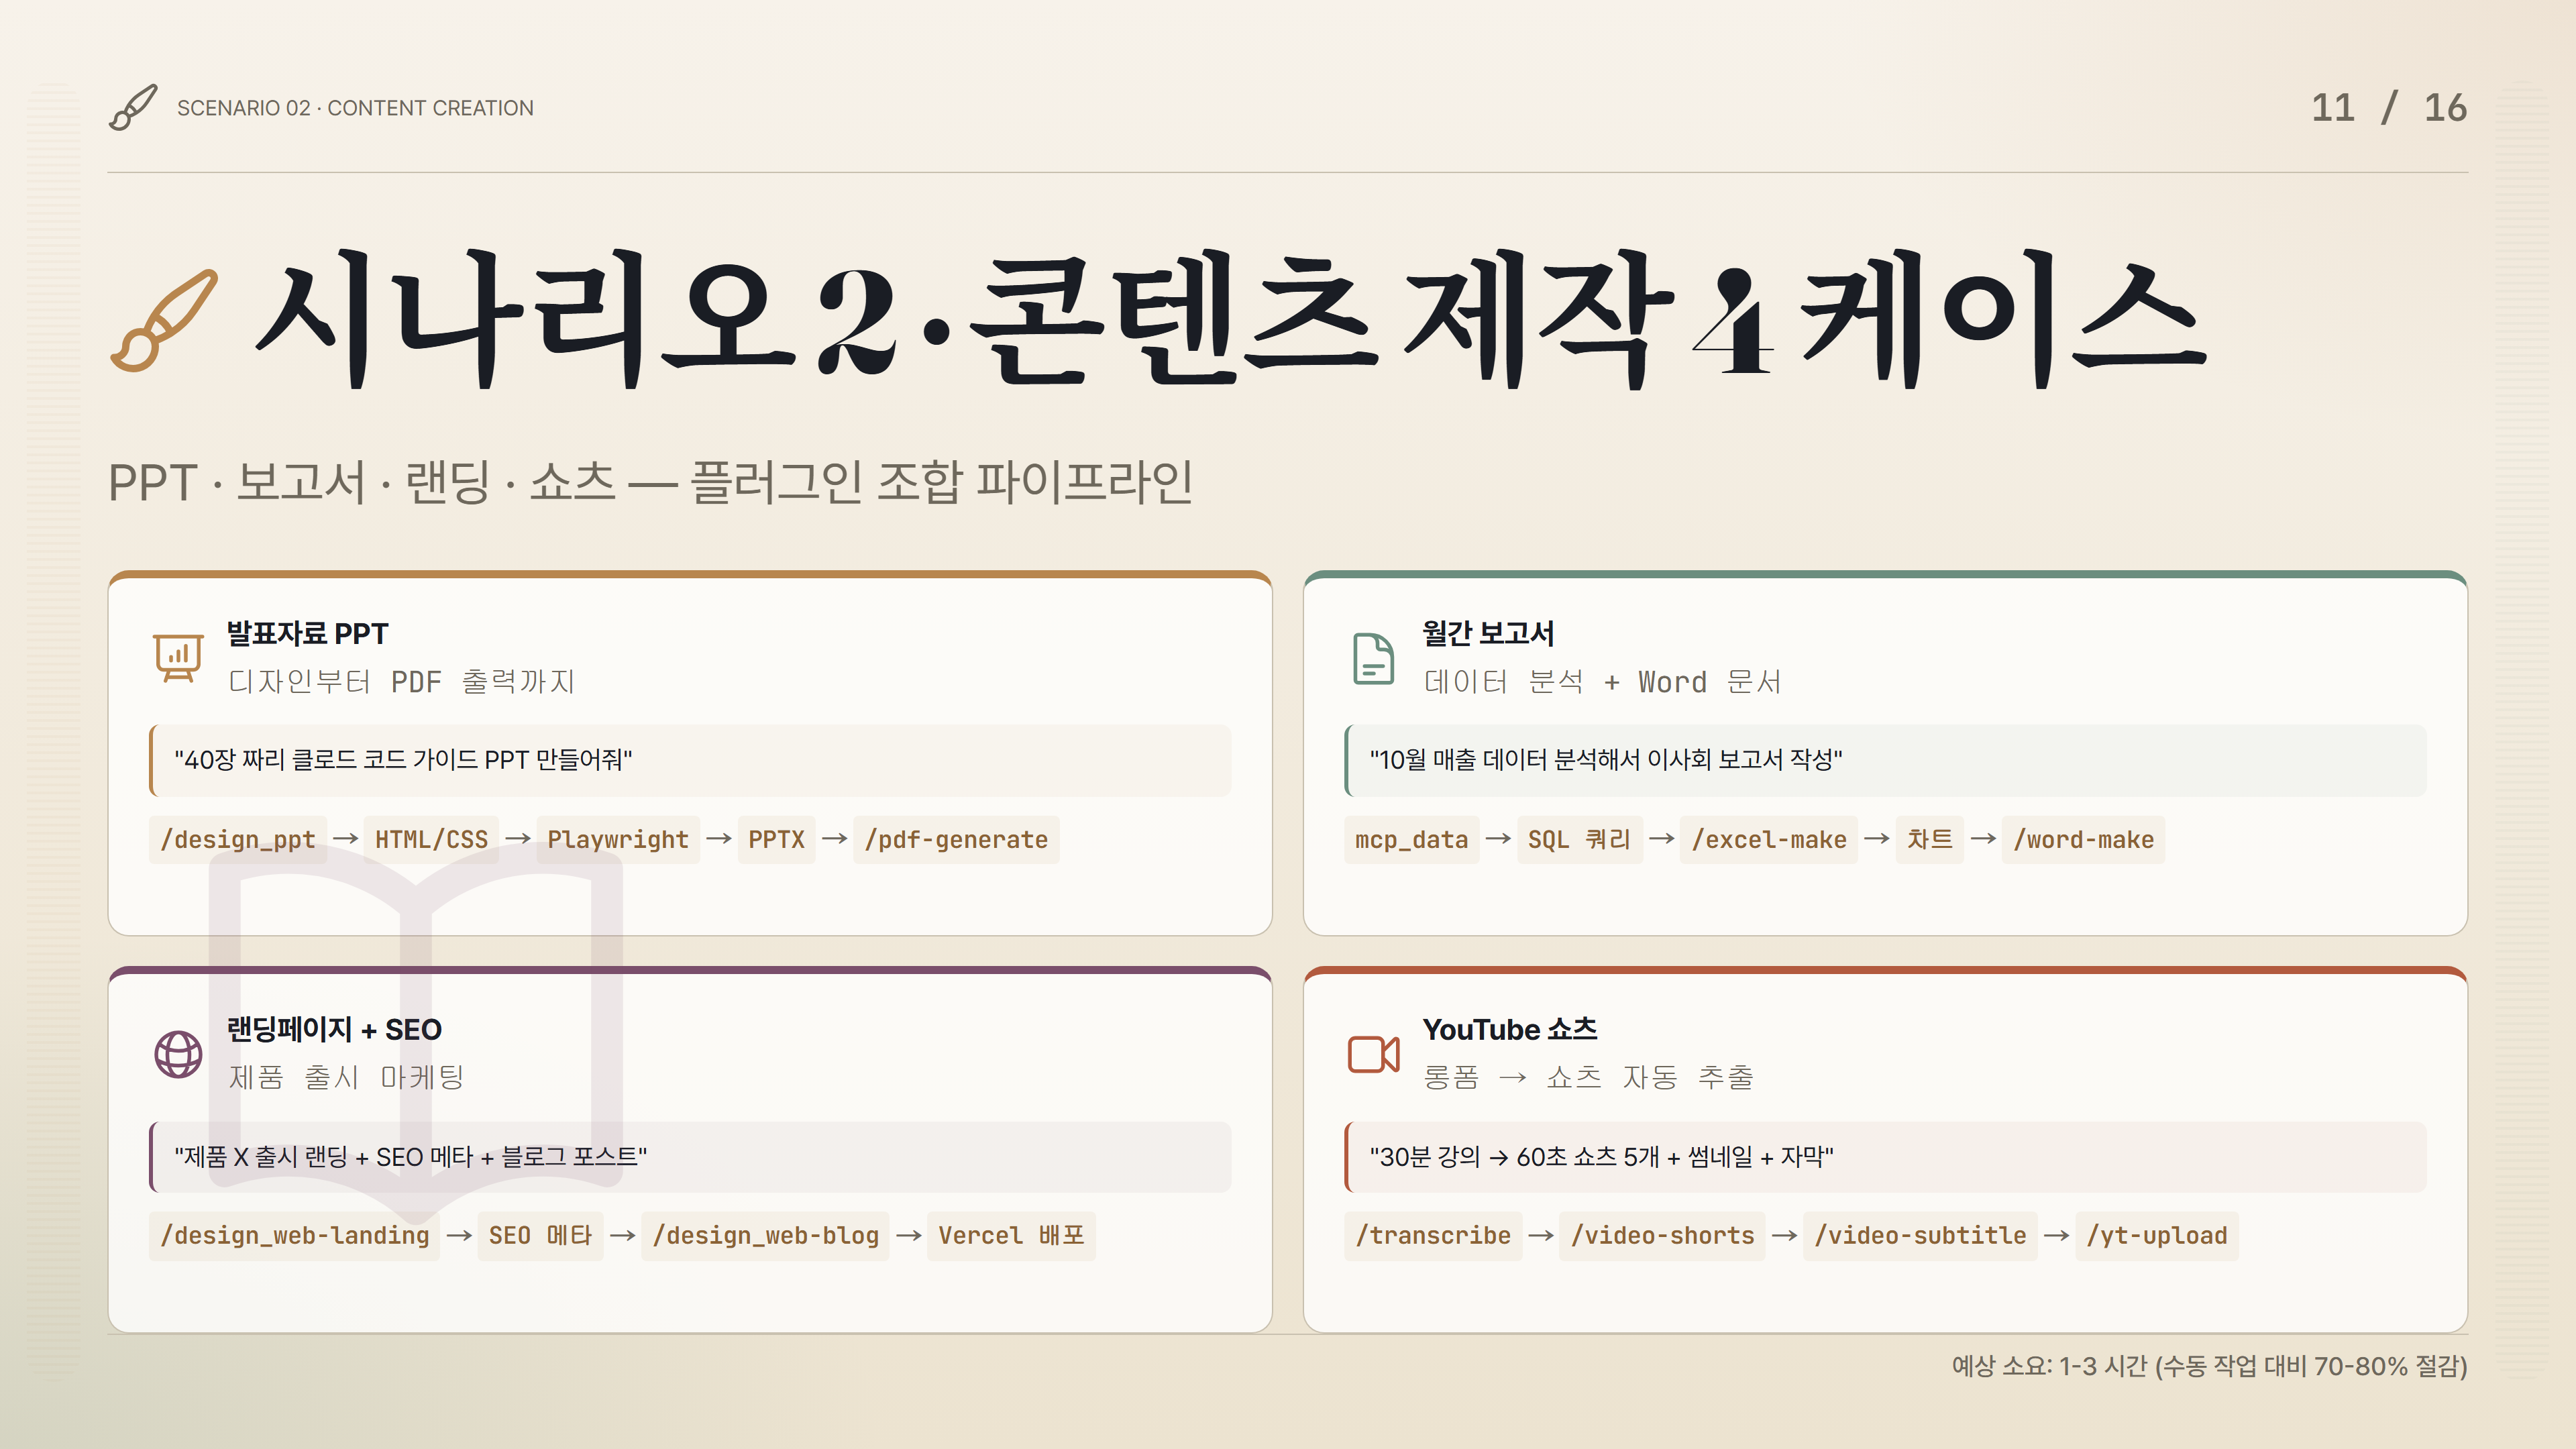 SCENARIO 02 · CONTENT CREATION
11 / 16
시나리오 2 · 콘텐츠 제작 4 케이스
PPT · 보고서 · 랜딩 · 쇼츠 — 플러그인 조합 파이프라인
발표자료 PPT
디자인부터 PDF 출력까지
"40장 짜리 클로드 코드 가이드 PPT 만들어줘"
/design_ppt → HTML/CSS → Playwright → PPTX → /pdf-generate
월간 보고서
데이터 분석 + Word 문서
"10월 매출 데이터 분석해서 이사회 보고서 작성"
mcp_data → SQL 쿼리 → /excel-make → 차트 → /word-make
랜딩페이지 + SEO
제품 출시 마케팅
"제품 X 출시 랜딩 + SEO 메타 + 블로그 포스트"
/design_web-landing → SEO 메타 → /design_web-blog → Vercel 배포
YouTube 쇼츠
롱폼 → 쇼츠 자동 추출
"30분 강의 → 60초 쇼츠 5개 + 썸네일 + 자막"
/transcribe → /video-shorts → /video-subtitle → /yt-upload
예상 소요: 1-3 시간 (수동 작업 대비 70-80% 절감)